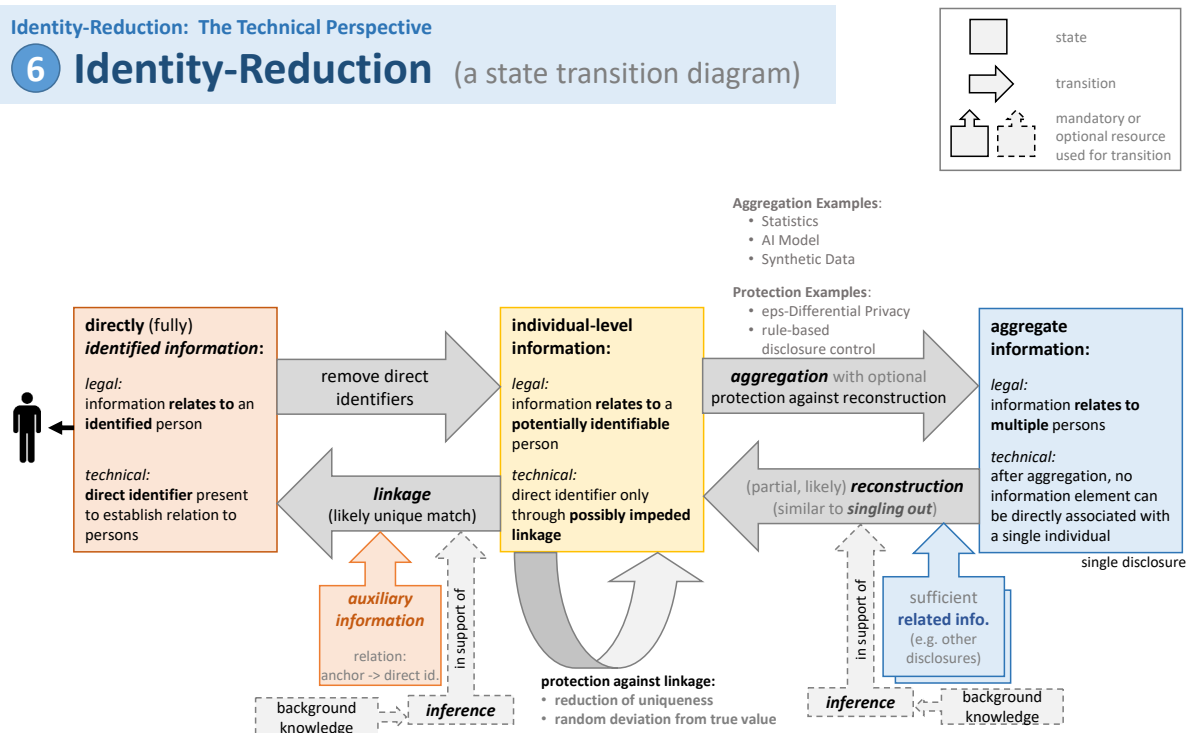 Identity-Reduction: The Technical Perspective
6 Identity-Reduction (a state transition diagram)
state
transition
mandatory or
optional resource
used for transition
Aggregation Examples:
• Statistics
• AI Model
• Synthetic Data
Protection Examples:
• eps-Differential Privacy
• rule-based
disclosure control
directly (fully)
identified information:
legal:
information relates to an
identified person
technical:
direct identifier present
to establish relation to
persons
remove direct
identifiers
linkage
(likely unique match)
individual-level
information:
legal:
information relates to a
potentially identifiable
person
technical:
direct identifier only
through possibly impeded
linkage
aggregation with optional
protection against reconstruction
(partial, likely) reconstruction
(similar to singling out)
aggregate
information:
legal:
information relates to
multiple persons
technical:
after aggregation, no
information element can
be directly associated with
a single individual
single disclosure
auxiliary
information
relation:
anchor -> direct id.
in support of
background
knowledge
inference
protection against linkage:
• reduction of uniqueness
• random deviation from true value
in support of
sufficient
related info.
(e.g. other
disclosures)
inference
background
knowledge